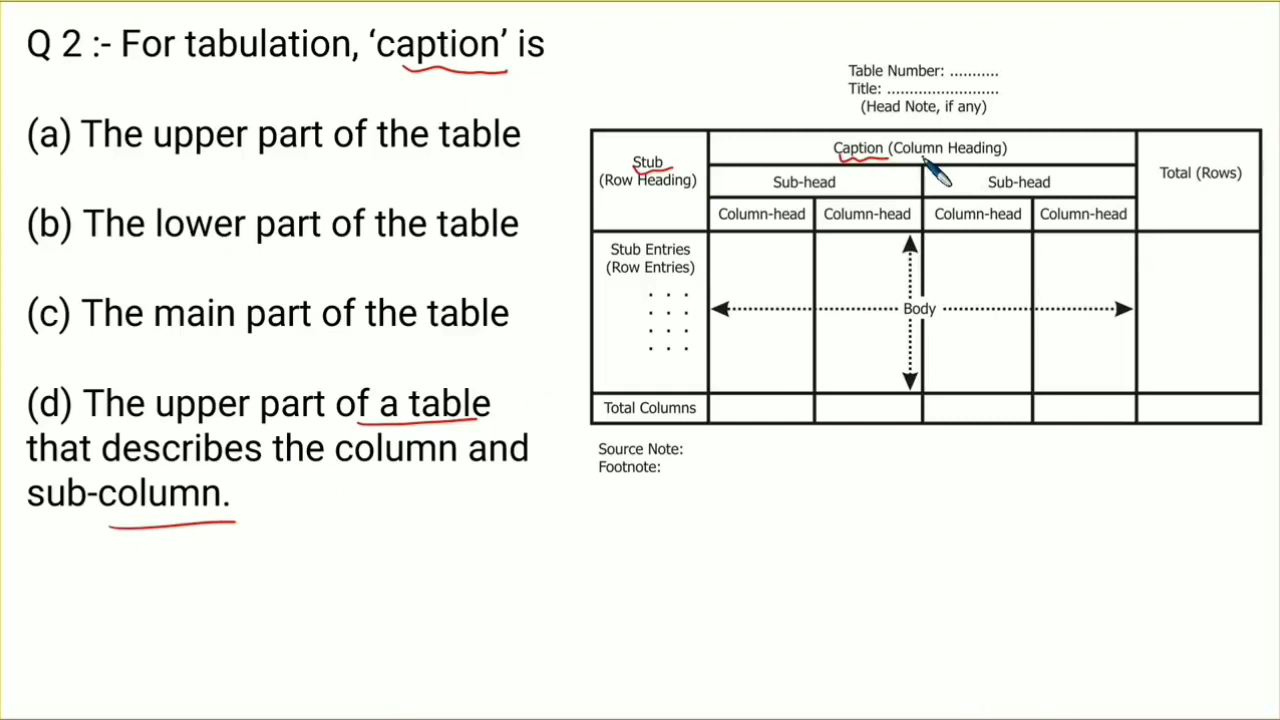 Q 2 :- For tabulation, ‘caption’ is
(a) The upper part of the table
(b) The lower part of the table
(c) The main part of the table
(d) The upper part of a table
that describes the column and
sub-column.
Table Number: ...........
Title: .........................
(Head Note, if any)
Stub
(Row Heading)
Caption (Column Heading)
Total (Rows)
Sub-head
Sub-head
Column-head
Column-head
Column-head
Column-head
Stub Entries
(Row Entries)
. . .
. . .
. . .
. . .
Body
Total Columns
Source Note:
Footnote: